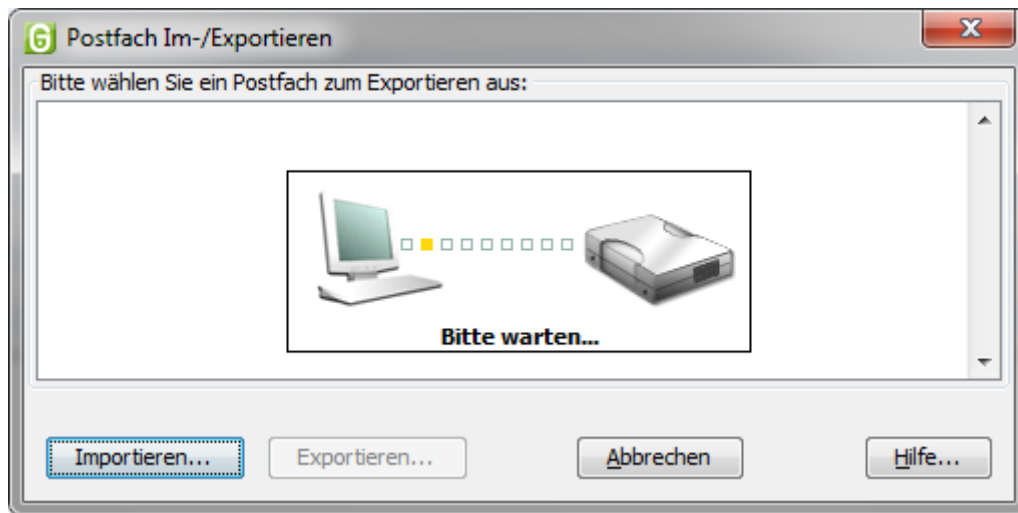 Postfach Im-/Exportieren
Bitte wählen Sie ein Postfach zum Exportieren aus:
Bitte warten...
Importieren... Exportieren... Abbrechen Hilfe...